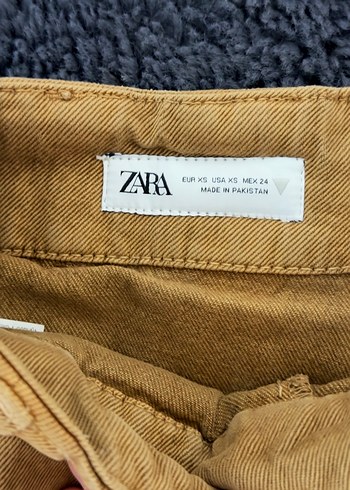 ZARA
EUR XS USA XS MEX 24
MADE IN PAKISTAN